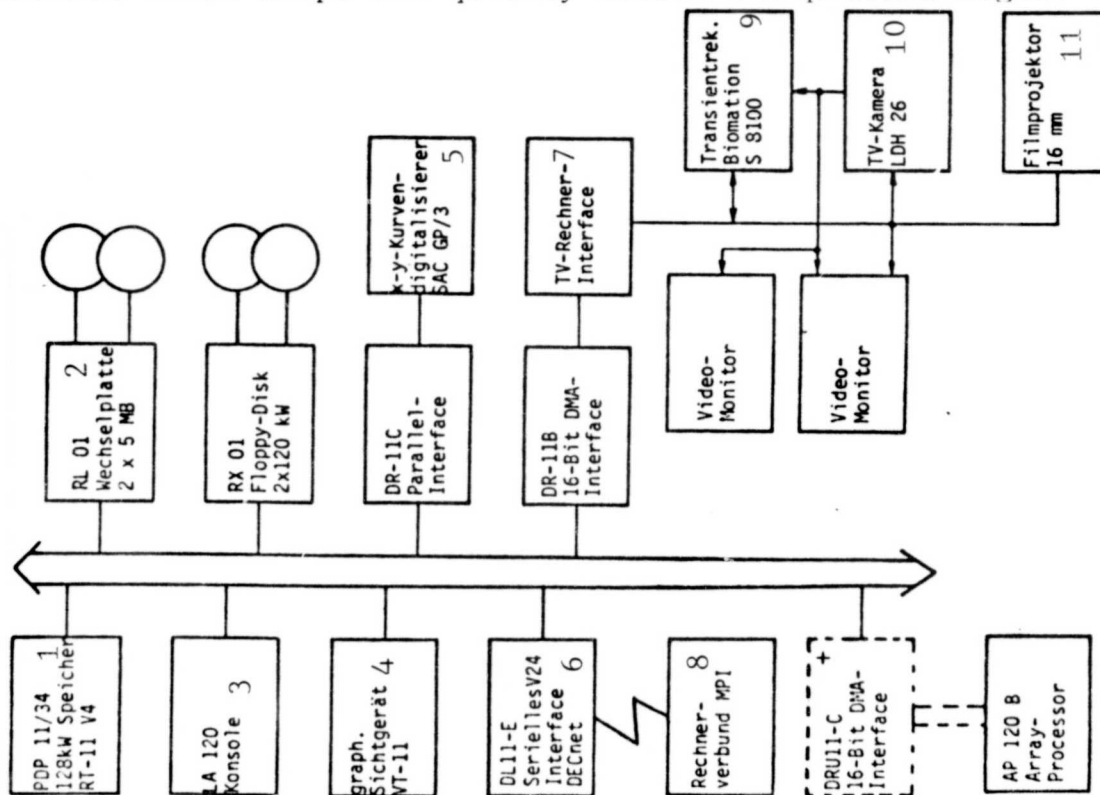 PDP 11/34 1
128kW Speicher
RT-11 V4
LA 120
Konsole 3
graph.
Sichtgerät 4
VT-11
DL11-E
SeriellesV24
Interface 6
DECnet
Rechner- 8
verbund MPI
DRU11-C +
16-Bit DMA-
Interface
AP 120 B
Array-
Processor
RL 01 2
Wechselplatte
2 x 5 MB
RX 01
Floppy-Disk
2x120 kW
DR-11C
Parallel-
Interface
DR-11B
16-Bit DMA-
Interface
x-y-Kurven-
digitalisierer 5
SAC GP/3
TV-Rechner- 7
Interface
Video-
Monitor
Video-
Monitor
Transientrek. 9
Biomation
S 8100
TV-Kamera 10
LDH 26
Filmprojektor 11
16 mm